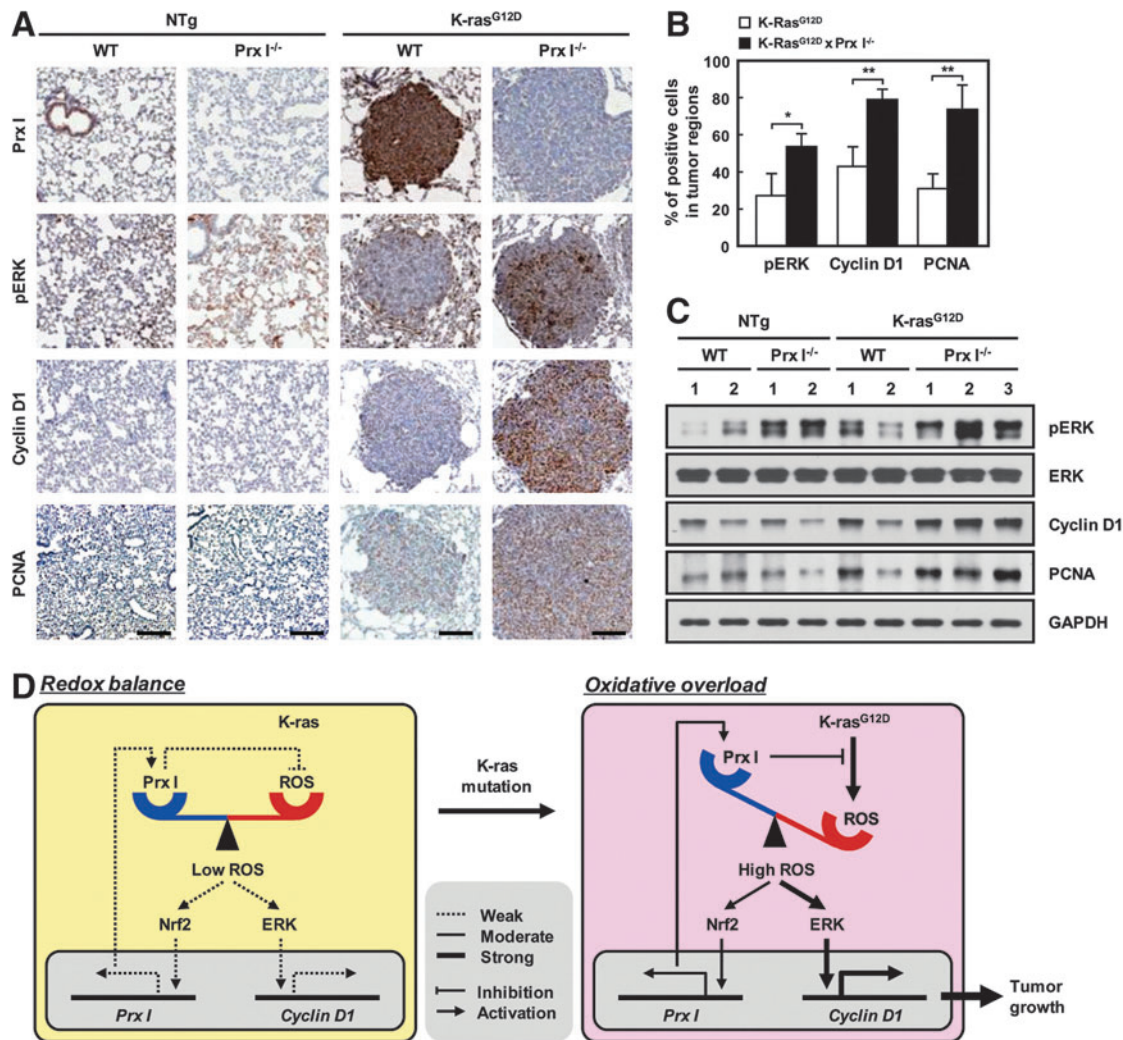 A
NTg
K-ras^G12D
WT
Prx I^-/-
WT
Prx I^-/-
Prx I
pERK
Cyclin D1
PCNA
B
K-Ras^G12D
K-Ras^G12D x Prx I^-/-
% of positive cells
in tumor regions
100
80
60
40
20
0
*
**
**
pERK
Cyclin D1
PCNA
C
NTg
K-ras^G12D
WT
Prx I^-/-
WT
Prx I^-/-
1 2 1 2 1 2 1 2 3
pERK
ERK
Cyclin D1
PCNA
GAPDH
D
Redox balance
K-ras
Prx I
ROS
Low ROS
Nrf2
ERK
Prx I
Cyclin D1
K-ras
mutation
Weak
Moderate
Strong
Inhibition
Activation
Oxidative overload
K-ras^G12D
Prx I
ROS
High ROS
Nrf2
ERK
Prx I
Cyclin D1
Tumor
growth